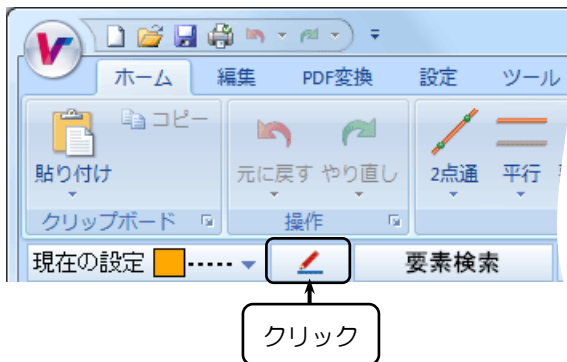 ホーム 編集 PDF変換 設定 ツール
コピー
貼り付け 元に戻す やり直し 2点通 平行
クリップボード 操作
現在の設定 要素検索
クリック